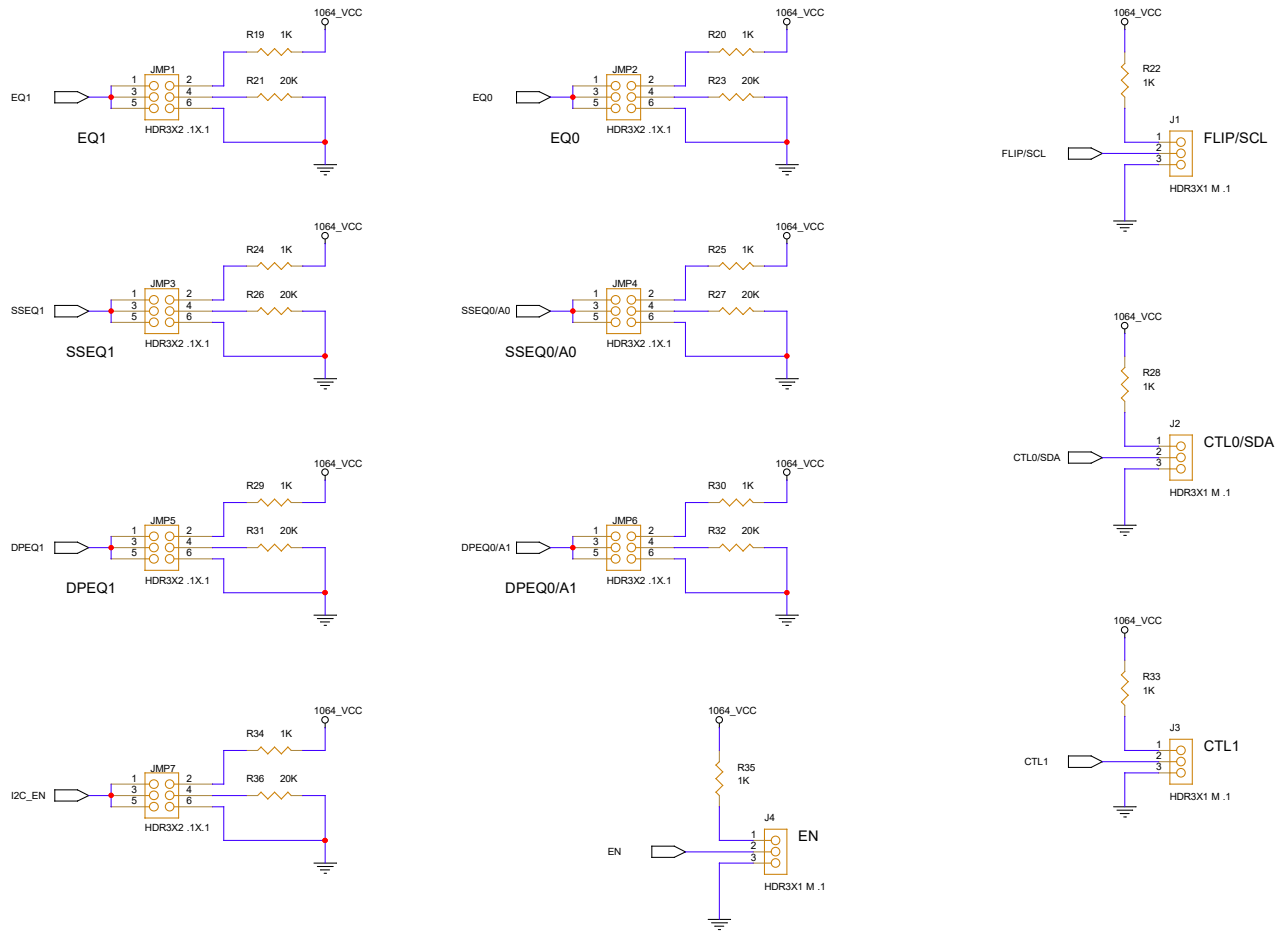 1064_VCC
R19 1K
JMP1
R21 20K
EQ1
1 2
3 4
5 6
HDR3X2 .1X.1
EQ1
1064_VCC
R20 1K
JMP2
R23 20K
EQ0
1 2
3 4
5 6
HDR3X2 .1X.1
EQ0
1064_VCC
R22
1K
J1
FLIP/SCL
1
2
3
FLIP/SCL
HDR3X1 M .1
1064_VCC
R24 1K
JMP3
R26 20K
SSEQ1
1 2
3 4
5 6
HDR3X2 .1X.1
SSEQ1
1064_VCC
R25 1K
JMP4
R27 20K
SSEQ0/A0
1 2
3 4
5 6
HDR3X2 .1X.1
SSEQ0/A0
1064_VCC
R28
1K
J2
CTL0/SDA
1
2
3
CTL0/SDA
HDR3X1 M .1
1064_VCC
R29 1K
JMP5
R31 20K
DPEQ1
1 2
3 4
5 6
HDR3X2 .1X.1
DPEQ1
1064_VCC
R30 1K
JMP6
R32 20K
DPEQ0/A1
1 2
3 4
5 6
HDR3X2 .1X.1
DPEQ0/A1
1064_VCC
R33
1K
J3
CTL1
1
2
3
CTL1
HDR3X1 M .1
1064_VCC
R34 1K
JMP7
R36 20K
I2C_EN
1 2
3 4
5 6
HDR3X2 .1X.1
1064_VCC
R35
1K
J4
EN
1
2
3
EN
HDR3X1 M .1